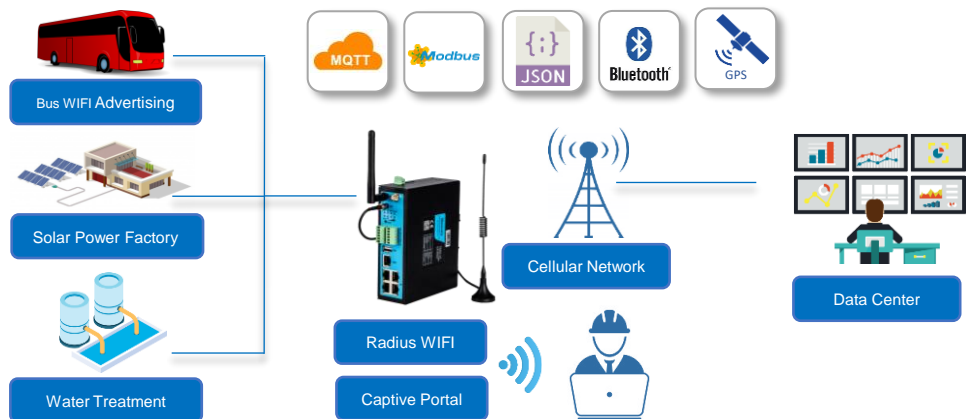 MQTT
Modbus
{;}
JSON
Bluetooth
GPS
Bus WIFI Advertising
Solar Power Factory
Water Treatment
Radius WIFI
Captive Portal
Cellular Network
Data Center